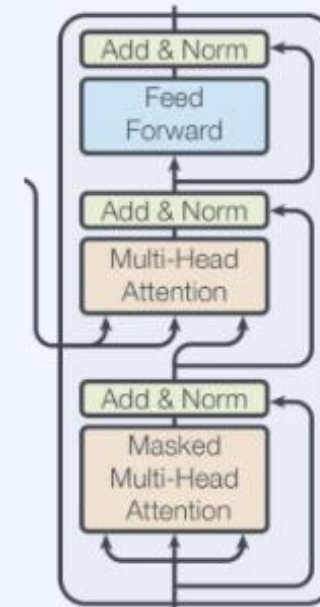 Add & Norm
Feed
Forward
Add & Norm
Multi-Head
Attention
Add & Norm
Masked
Multi-Head
Attention